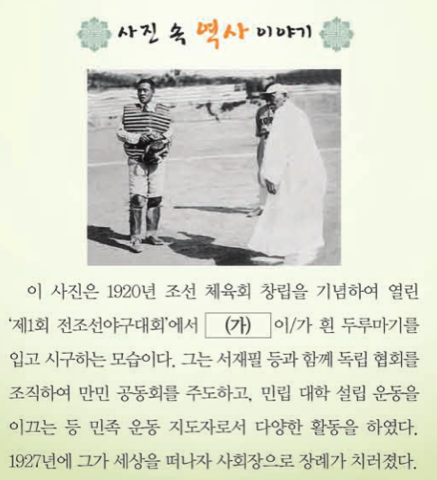 사진 속 역사 이야기
이 사진은 1920년 조선 체육회 창립을 기념하여 열린
‘제1회 전조선야구대회’에서 (가) 이/가 흰 두루마기를
입고 시구하는 모습이다. 그는 서재필 등과 함께 독립 협회를
조직하여 만민 공동회를 주도하고, 민립 대학 설립 운동을
이끄는 등 민족 운동 지도자로서 다양한 활동을 하였다.
1927년에 그가 세상을 떠나자 사회장으로 장례가 치러졌다.